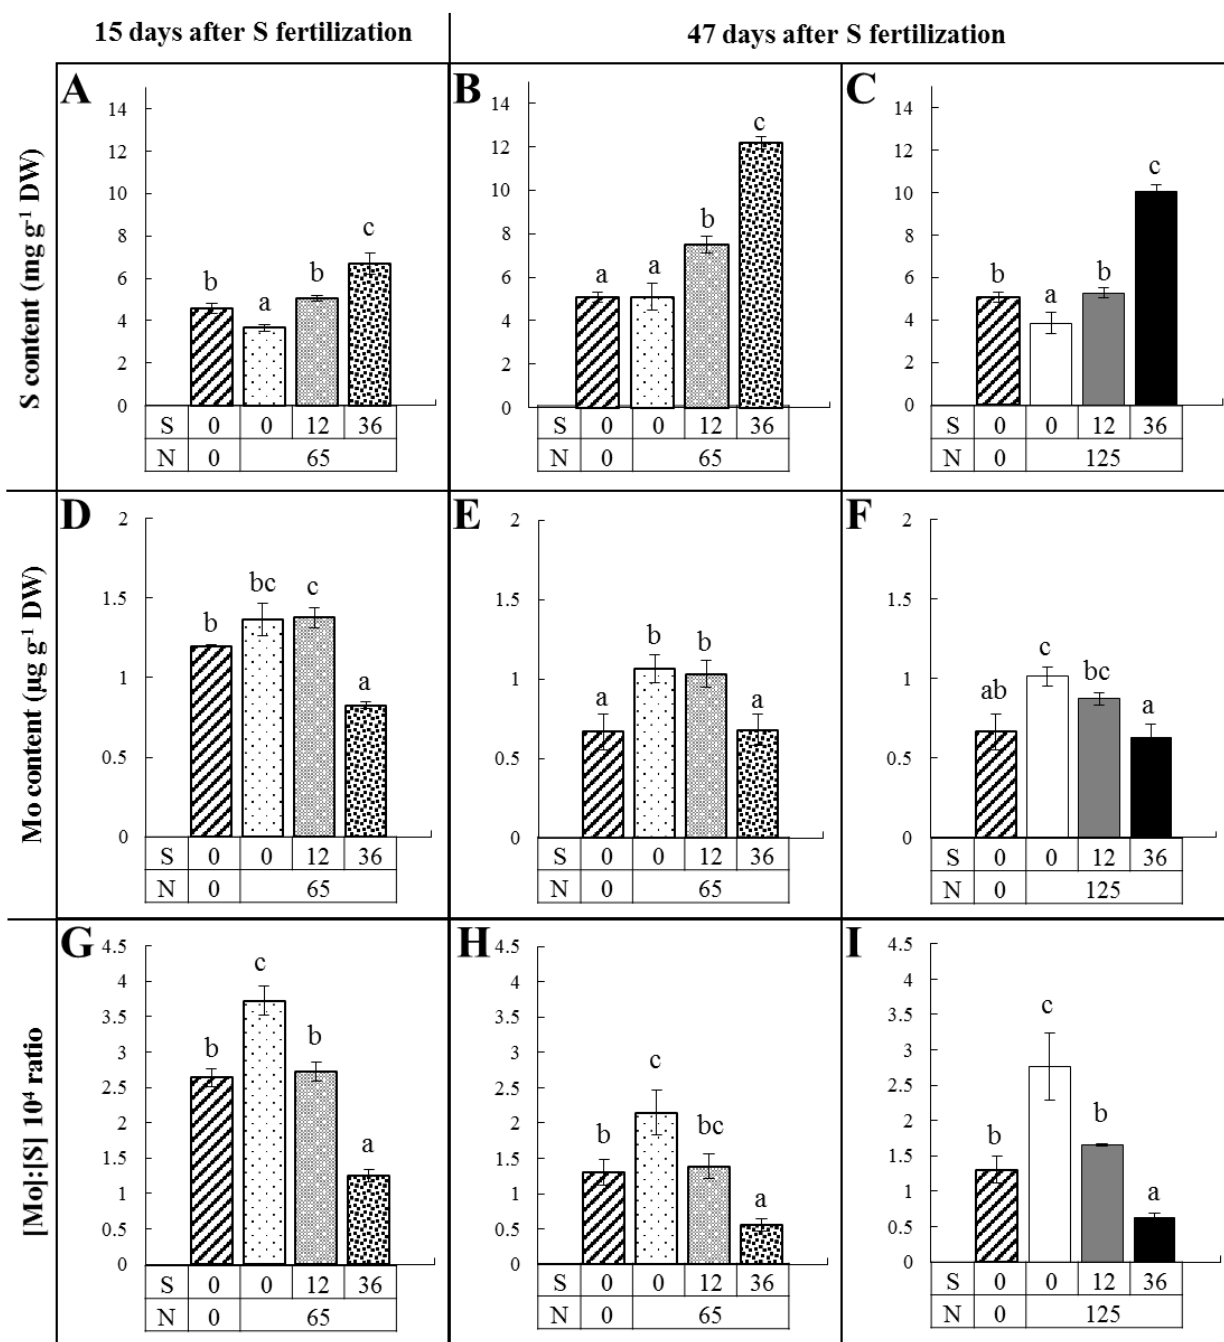 15 days after S fertilization
47 days after S fertilization
S content (mg g-1 DW)
A
14
12
10
8
6
4
2
0
b
a
b
c
S 0 0 12 36
N 0 65
B
14
12
10
8
6
4
2
0
a
a
b
c
S 0 0 12 36
N 0 65
C
14
12
10
8
6
4
2
0
b
a
b
c
S 0 0 12 36
N 0 125
Mo content (µg g-1 DW)
D
2
1.5
1
0.5
0
b
bc
c
a
S 0 0 12 36
N 0 65
E
2
1.5
1
0.5
0
a
b
b
a
S 0 0 12 36
N 0 65
F
2
1.5
1
0.5
0
ab
c
bc
a
S 0 0 12 36
N 0 125
[Mo]:[S] 10⁴ ratio
G
4.5
4
3.5
3
2.5
2
1.5
1
0.5
0
b
c
b
a
S 0 0 12 36
N 0 65
H
4.5
4
3.5
3
2.5
2
1.5
1
0.5
0
b
c
bc
a
S 0 0 12 36
N 0 65
I
4.5
4
3.5
3
2.5
2
1.5
1
0.5
0
b
c
b
a
S 0 0 12 36
N 0 125